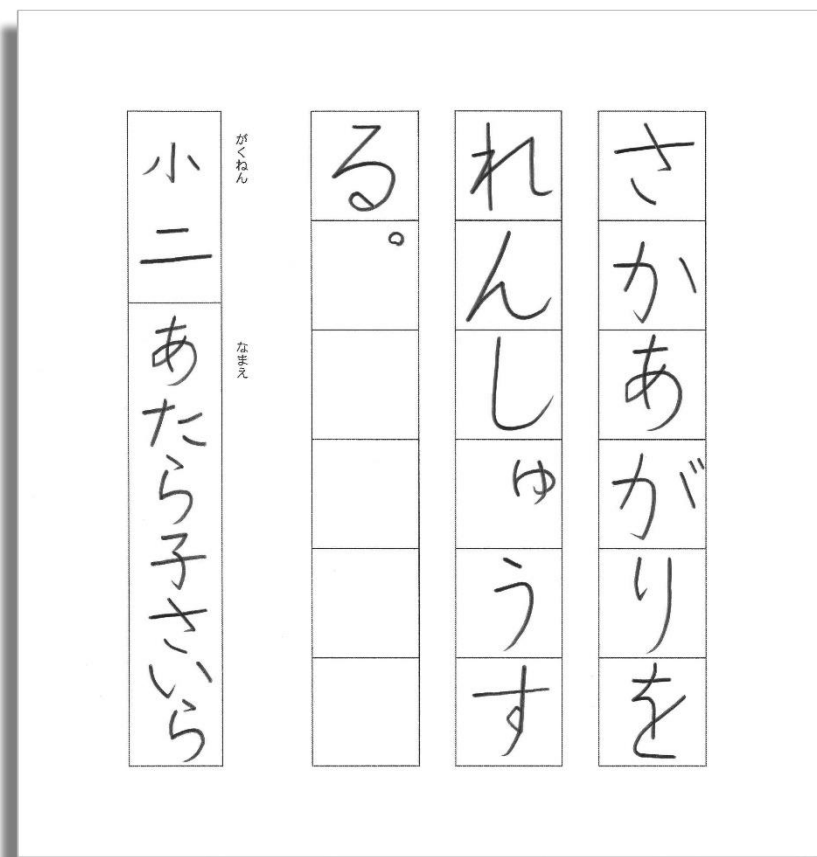 さかあがりを
れんしゅうす
る。
がくねん
小二
なまえ
あたら子さいら